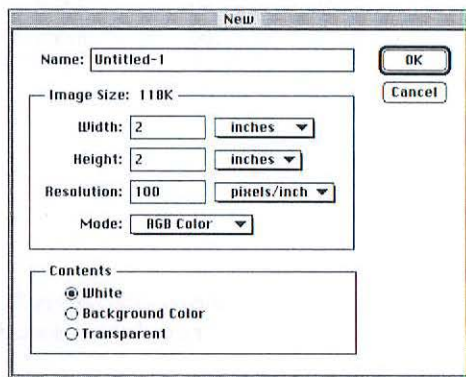 New
Name: Untitled-1
OK
Cancel
Image Size: 118K
Width: 2 inches
Height: 2 inches
Resolution: 100 pixels/inch
Mode: RGB Color
Contents
White
Background Color
Transparent